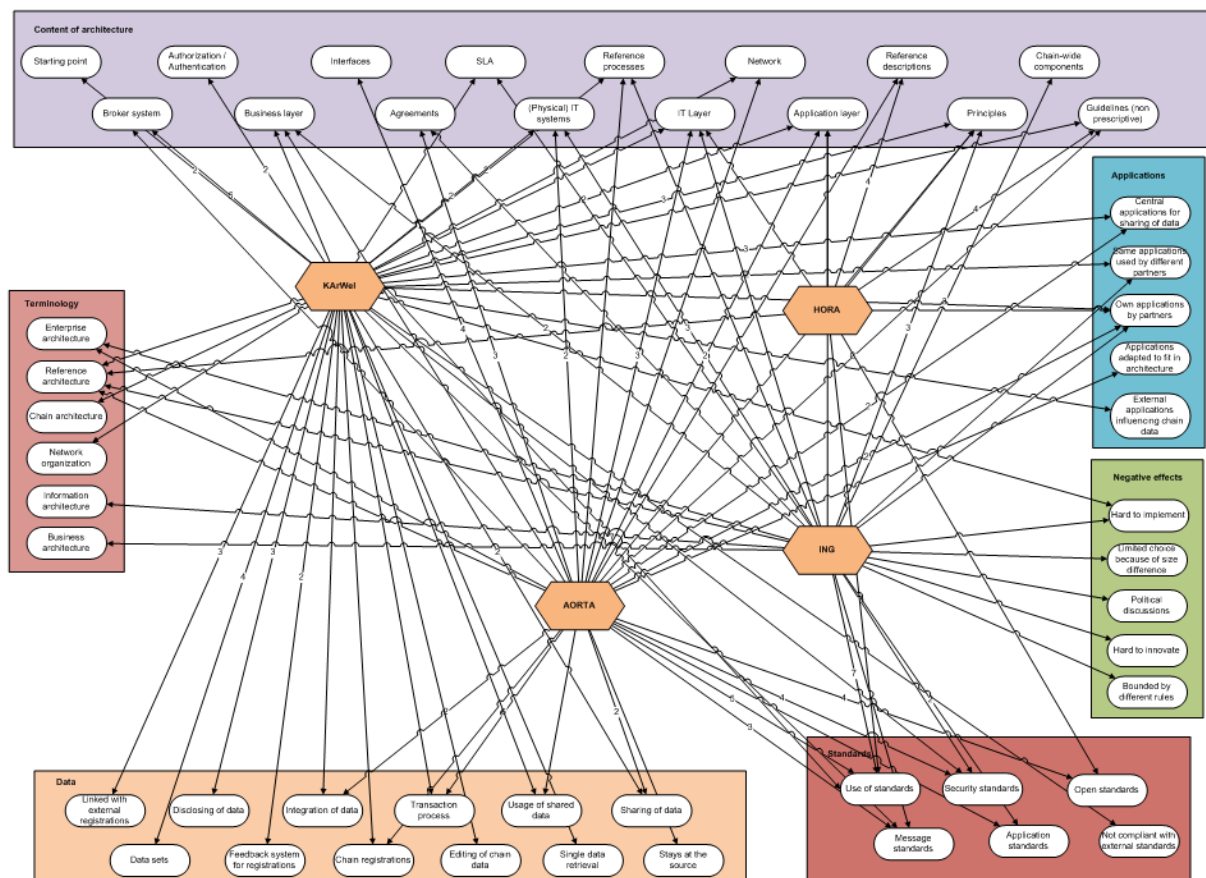 Content of architecture
Starting point
Authorization /
Authentication
Interfaces
SLA
Reference
processes
Network
Reference
descriptions
Chain-wide
components
Broker system
Business layer
Agreements
(Physical) IT
systems
IT Layer
Application layer
Principles
Guidelines (non
prescriptive)
Applications
Central
applications for
sharing of data
Same applications
used by different
partners
Own applications
by partners
Applications
adapted to fit in
architecture
External
applications
influencing chain
data
Terminology
Enterprise
architecture
Reference
architecture
Chain architecture
Network
organization
Information
architecture
Business
architecture
KArWeI
HORA
ING
AORTA
Negative effects
Hard to implement
Limited choice
because of size
difference
Political
discussions
Hard to innovate
Bounded by
different rules
Data
Linked with
external
registrations
Disclosing of data
Integration of data
Transaction
process
Usage of shared
data
Sharing of data
Data sets
Feedback system
for registrations
Chain registrations
Editing of chain
data
Single data
retrieval
Stays at the
source
Standards
Use of standards
Security standards
Open standards
Message
standards
Application
standards
Not compliant with
external standards